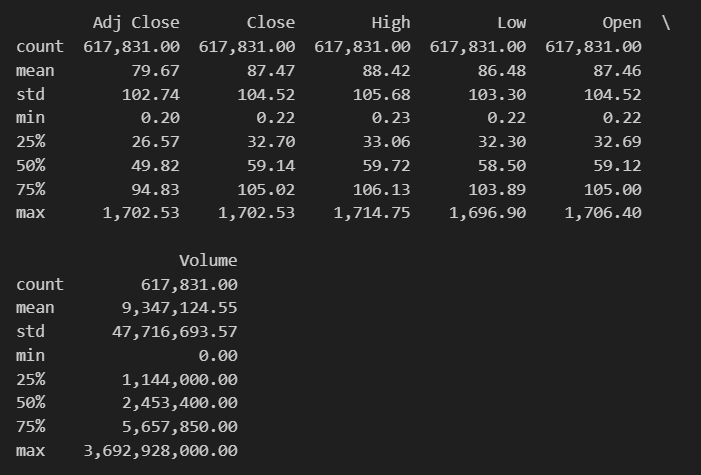 Adj Close Close High Low Open \
count 617,831.00 617,831.00 617,831.00 617,831.00 617,831.00
mean 79.67 87.47 88.42 86.48 87.46
std 102.74 104.52 105.68 103.30 104.52
min 0.20 0.22 0.23 0.22 0.22
25% 26.57 32.70 33.06 32.30 32.69
50% 49.82 59.14 59.72 58.50 59.12
75% 94.83 105.02 106.13 103.89 105.00
max 1,702.53 1,702.53 1,714.75 1,696.90 1,706.40
Volume
count 617,831.00
mean 9,347,124.55
std 47,716,693.57
min 0.00
25% 1,144,000.00
50% 2,453,400.00
75% 5,657,850.00
max 3,692,928,000.00